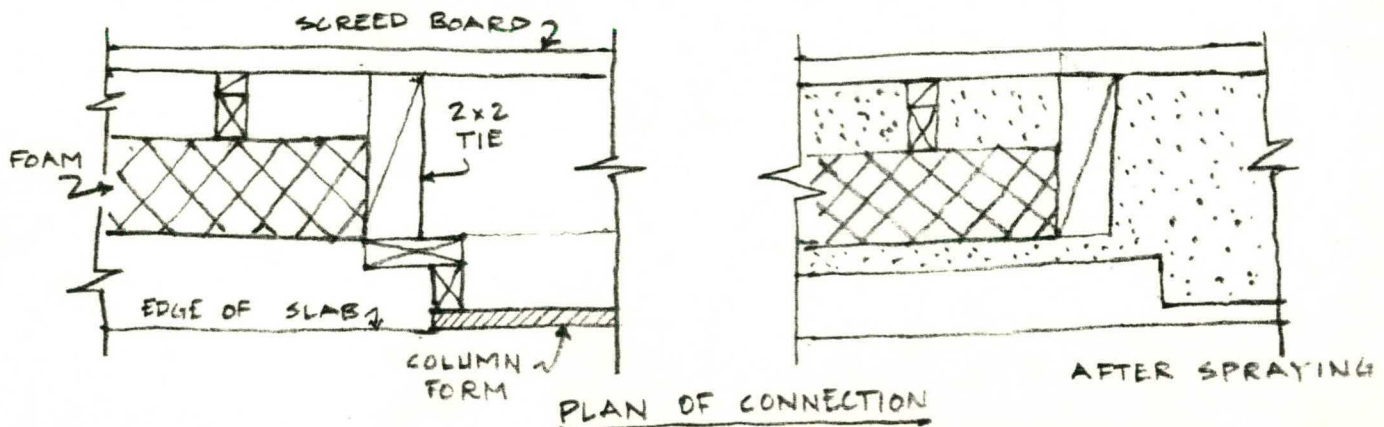 SCREED BOARD
2x2
TIE
FOAM
EDGE OF SLAB
COLUMN
FORM
AFTER SPRAYING
PLAN OF CONNECTION